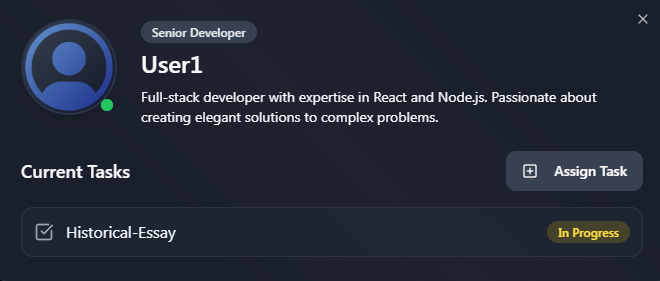 Senior Developer
User1
Full-stack developer with expertise in React and Node.js. Passionate about
creating elegant solutions to complex problems.
Current Tasks
Assign Task
Historical-Essay
In Progress